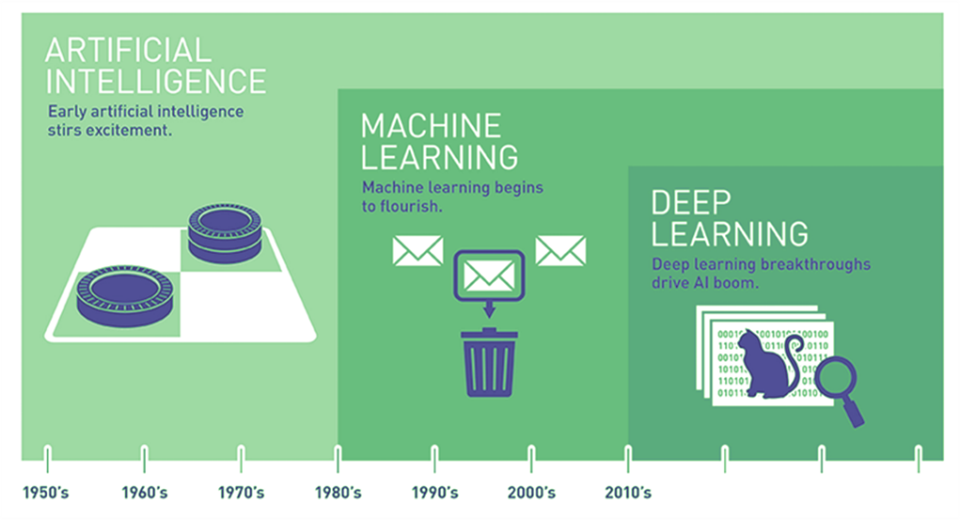 ARTIFICIAL
INTELLIGENCE
Early artificial intelligence
stirs excitement.
MACHINE
LEARNING
Machine learning begins
to flourish.
DEEP
LEARNING
Deep learning breakthroughs
drive AI boom.
1950's
1960's
1970's
1980's
1990's
2000's
2010's